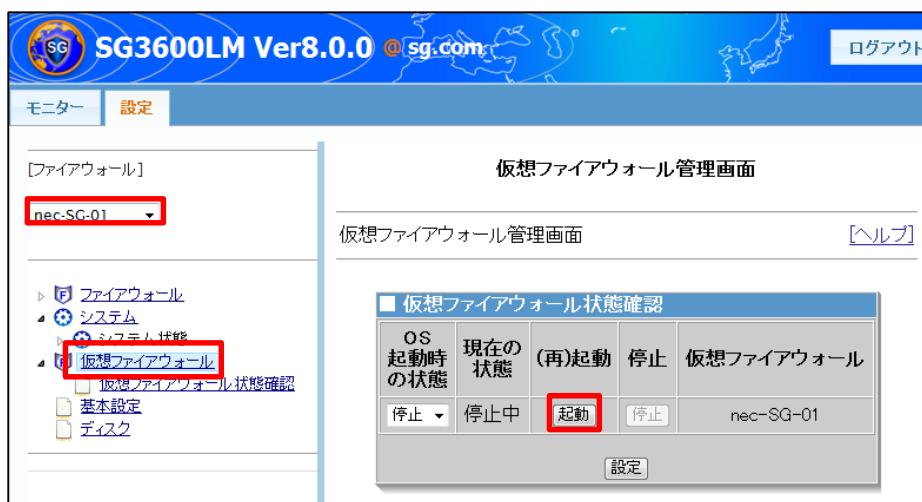 SG
SG3600LM Ver8.0.0 @ sg.com
ログアウト
モニター 設定
[ファイアウォール]
nec-SG-01
仮想ファイアウォール管理画面
仮想ファイアウォール管理画面 [ヘルプ]
ファイアウォール
システム
システム状態
仮想ファイアウォール
仮想ファイアウォール状態確認
基本設定
ディスク
■ 仮想ファイアウォール状態確認
OS
起動時
の状態
現在の
状態
(再)起動
停止
仮想ファイアウォール
停止 停止中 起動 停止 nec-SG-01
設定